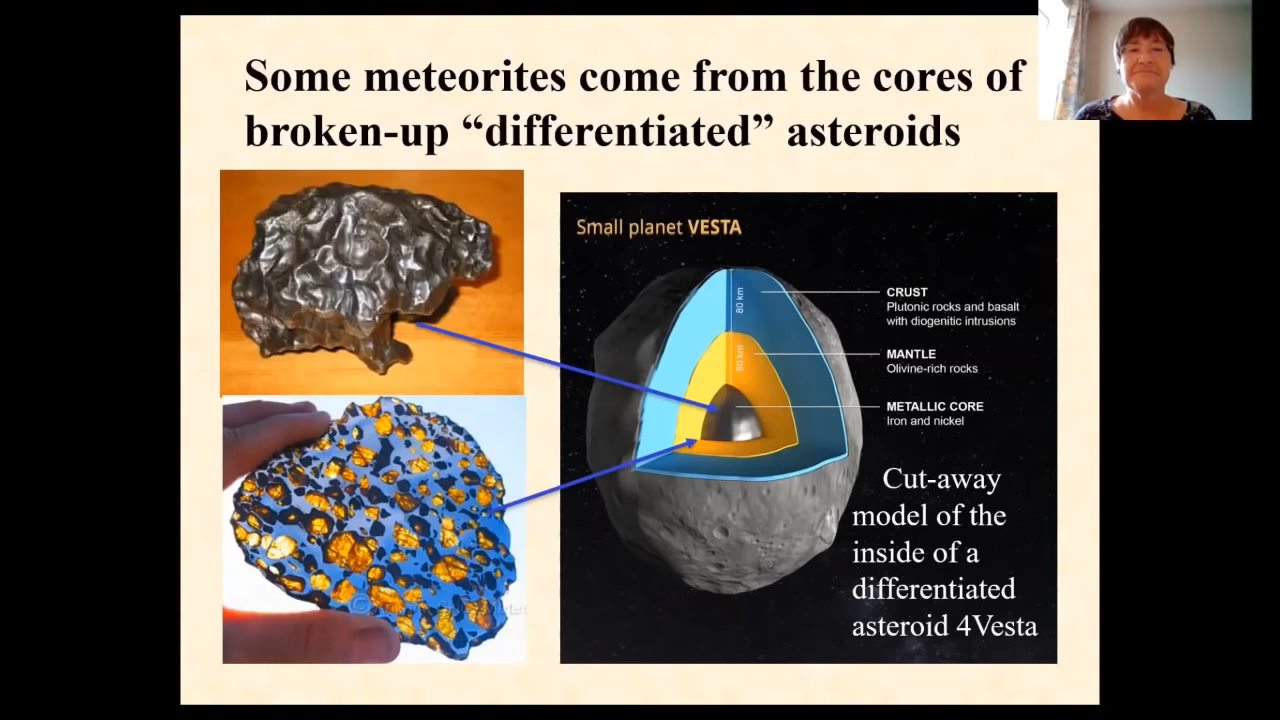 Some meteorites come from the cores of
broken-up “differentiated” asteroids
Small planet VESTA
80 km
80 km
CRUST
Plutonic rocks and basalt
with diogenitic intrusions
MANTLE
Olivine-rich rocks
METALLIC CORE
Iron and nickel
Cut-away
model of the
inside of a
differentiated
asteroid 4Vesta